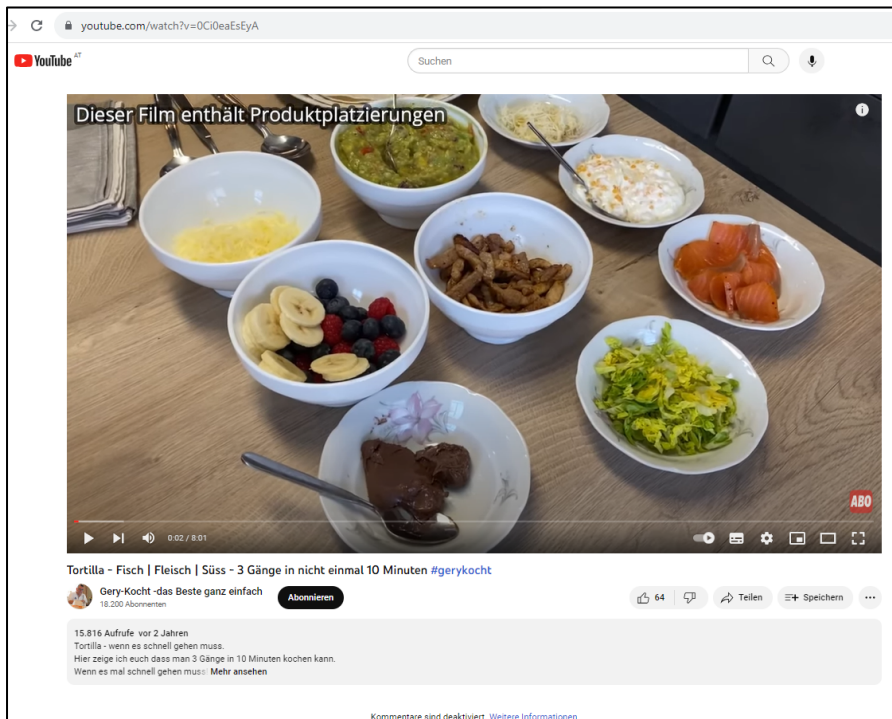 youtube.com/watch?v=0Ci0eaEsEyA
YouTube AT
Suchen
Dieser Film enthält Produktplatzierungen
ABO
0:02 / 8:01
Tortilla - Fisch | Fleisch | Süss - 3 Gänge in nicht einmal 10 Minuten #gerykocht
Gery-Kocht -das Beste ganz einfach
18.200 Abonnenten
Abonnieren
64
Teilen
Speichern
15.816 Aufrufe vor 2 Jahren
Tortilla - wenn es schnell gehen muss.
Hier zeige ich euch dass man 3 Gänge in 10 Minuten kochen kann.
Wenn es mal schnell gehen muss! Mehr ansehen
Kommentare sind deaktiviert. Weitere Informationen